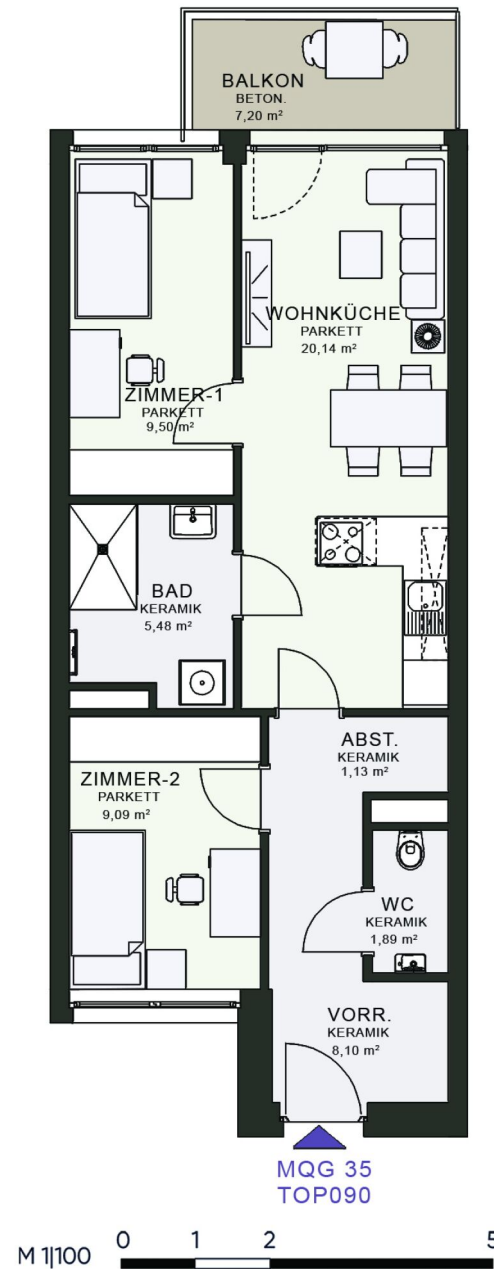 BALKON
BETON.
7,20 m²
WOHNKÜCHE
PARKETT
20,14 m²
ZIMMER-1
PARKETT
9,50 m²
BAD
KERAMIK
5,48 m²
ABST.
KERAMIK
1,13 m²
ZIMMER-2
PARKETT
9,09 m²
WC
KERAMIK
1,89 m²
VORR.
KERAMIK
8,10 m²
MQG 35
TOP090
M 1|100 0 1 2 5